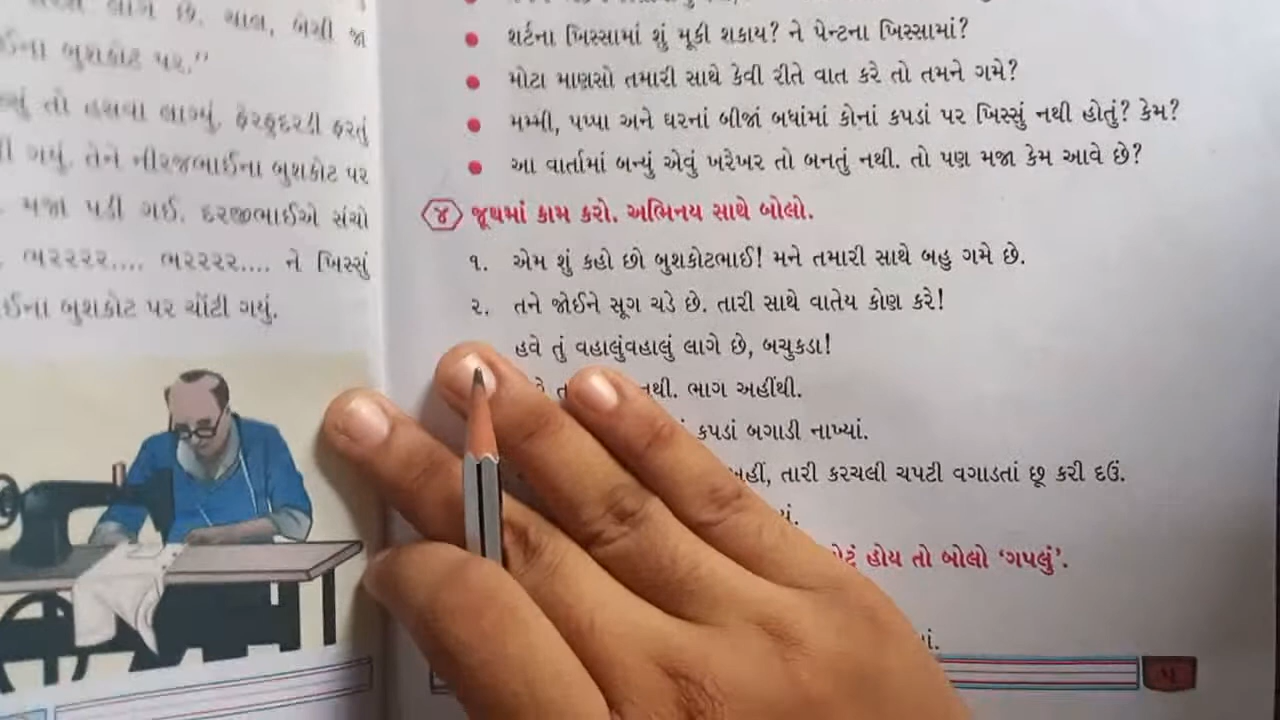 લાગે છે. ચાલ, બેસી જા
બુશકોટ પર.”
તો હસવા લાગ્યું. ફેરફૂદરડી ફરતું
ગયું. તેને નીરજભાઈના બુશકોટ પર
મજા પડી ગઈ. દરજીભાઈએ સંચો
ભરરરર.... ભરરરર.... ને ખિસ્સું
બુશકોટ પર ચોંટી ગયું.
શર્ટના ખિસ્સામાં શું મૂકી શકાય? ને પેન્ટના ખિસ્સામાં?
મોટા માણસો તમારી સાથે કેવી રીતે વાત કરે તો તમને ગમે?
મમ્મી, પપ્પા અને ઘરનાં બીજાં બધાંમાં કોનાં કપડાં પર ખિસ્સું નથી હોતું? કેમ?
આ વાર્તામાં બન્યું એવું ખરેખર તો બનતું નથી. તો પણ મજા કેમ આવે છે?
૪ જૂથમાં કામ કરો. અભિનય સાથે બોલો.
૧. એમ શું કહો છો બુશકોટભાઈ! મને તમારી સાથે બહુ ગમે છે.
૨. તને જોઈને સૂગ ચડે છે. તારી સાથે વાતેય કોણ કરે!
હવે તું વહાલુંવહાલું લાગે છે, બચુકડા!
નથી. ભાગ અહીંથી.
કપડાં બગાડી નાખ્યાં.
તારી કરચલી ચપટી વગાડતાં છૂ કરી દઉં.
હોય તો બોલો ‘ગપલું’.
૫